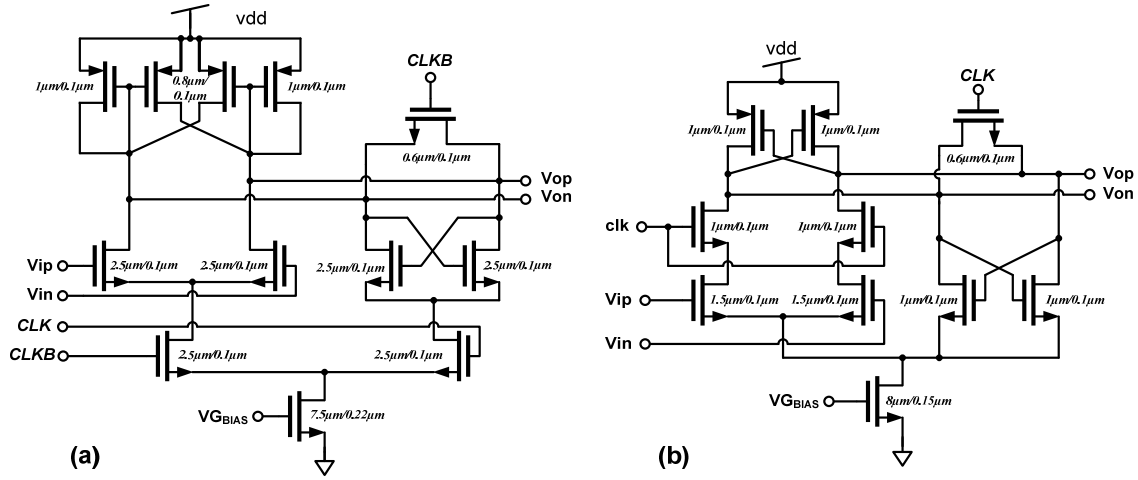 vdd
CLKB
1µm/0.1µm
0.8µm/
0.1µm
1µm/0.1µm
0.6µm/0.1µm
Vop
Von
Vip
2.5µm/0.1µm
2.5µm/0.1µm
2.5µm/0.1µm
2.5µm/0.1µm
Vin
CLK
CLKB
2.5µm/0.1µm
2.5µm/0.1µm
VGBIAS
7.5µm/0.22µm
(a)
vdd
CLK
1µm/0.1µm
1µm/0.1µm
0.6µm/0.1µm
Vop
Von
clk
1µm/0.1µm
1µm/0.1µm
Vip
1.5µm/0.1µm
1.5µm/0.1µm
1µm/0.1µm
1µm/0.1µm
Vin
VGBIAS
8µm/0.15µm
(b)